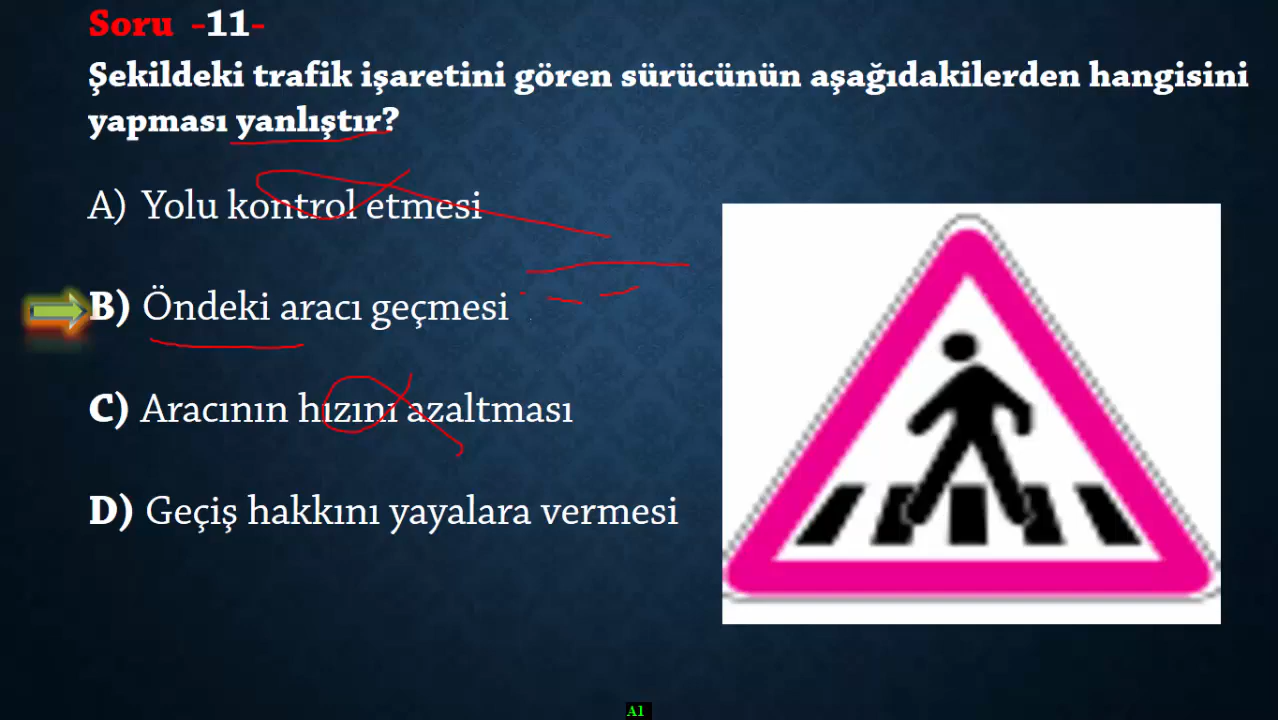 Soru -11-
Şekildeki trafik işaretini gören sürücünün aşağıdakilerden hangisini
yapması yanlıştır?
A) Yolu kontrol etmesi
B) Öndeki aracı geçmesi
C) Aracının hızını azaltması
D) Geçiş hakkını yayalara vermesi
A1